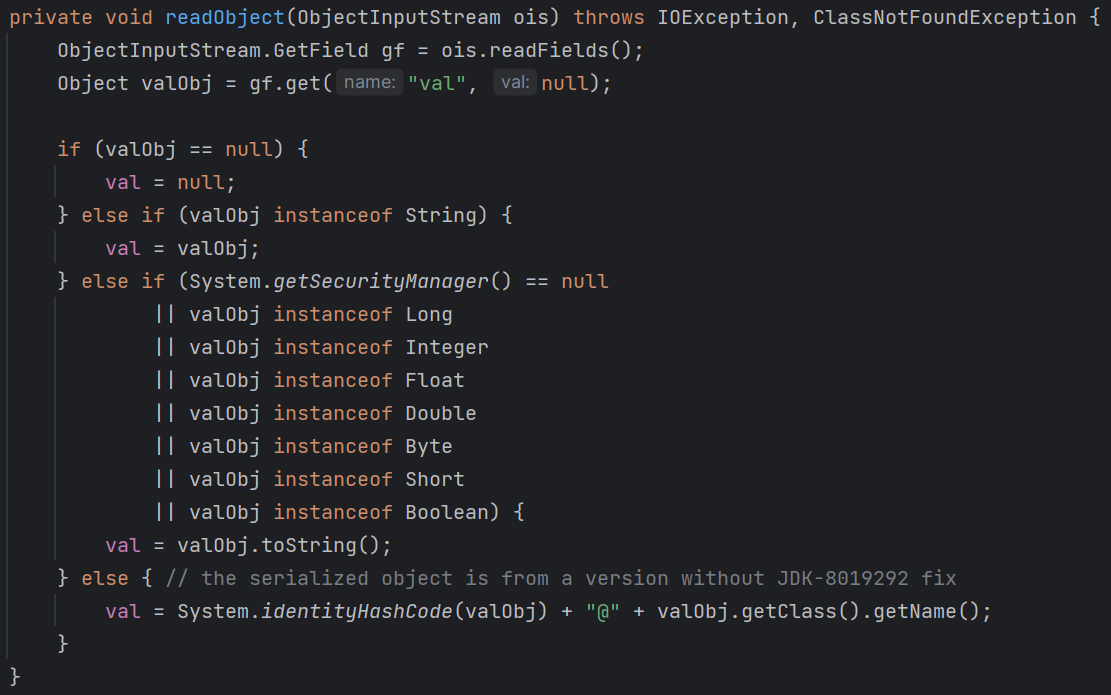 private void readObject(ObjectInputStream ois) throws IOException, ClassNotFoundException {
    ObjectInputStream.GetField gf = ois.readFields();
    Object valObj = gf.get( name: "val", val: null);

    if (valObj == null) {
        val = null;
    } else if (valObj instanceof String) {
        val = valObj;
    } else if (System.getSecurityManager() == null
            || valObj instanceof Long
            || valObj instanceof Integer
            || valObj instanceof Float
            || valObj instanceof Double
            || valObj instanceof Byte
            || valObj instanceof Short
            || valObj instanceof Boolean) {
        val = valObj.toString();
    } else { // the serialized object is from a version without JDK-8019292 fix
        val = System.identityHashCode(valObj) + "@" + valObj.getClass().getName();
    }
}